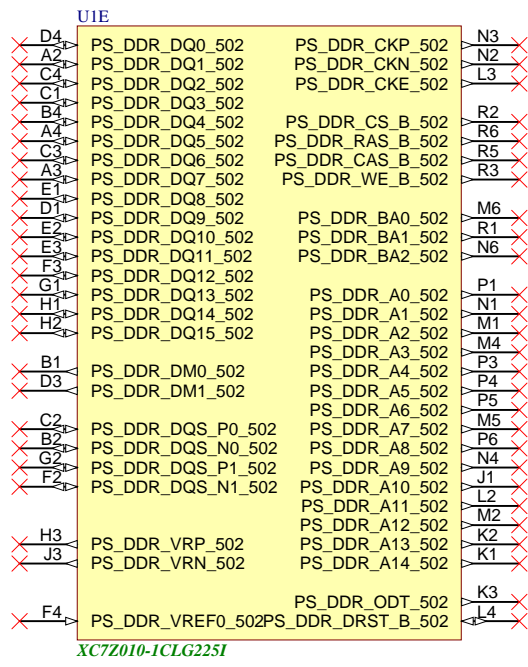 U1E
D4 PS_DDR_DQ0_502 PS_DDR_CKP_502 N3
A2 PS_DDR_DQ1_502 PS_DDR_CKN_502 N2
C4 PS_DDR_DQ2_502 PS_DDR_CKE_502 L3
C1 PS_DDR_DQ3_502
B4 PS_DDR_DQ4_502 PS_DDR_CS_B_502 R2
A4 PS_DDR_DQ5_502 PS_DDR_RAS_B_502 R6
C3 PS_DDR_DQ6_502 PS_DDR_CAS_B_502 R5
A3 PS_DDR_DQ7_502 PS_DDR_WE_B_502 R3
E1 PS_DDR_DQ8_502
D1 PS_DDR_DQ9_502 PS_DDR_BA0_502 M6
E2 PS_DDR_DQ10_502 PS_DDR_BA1_502 R1
E3 PS_DDR_DQ11_502 PS_DDR_BA2_502 N6
F3 PS_DDR_DQ12_502
G1 PS_DDR_DQ13_502 PS_DDR_A0_502 P1
H1 PS_DDR_DQ14_502 PS_DDR_A1_502 N1
H2 PS_DDR_DQ15_502 PS_DDR_A2_502 M1
PS_DDR_A3_502 M4
B1 PS_DDR_DM0_502 PS_DDR_A4_502 P3
D3 PS_DDR_DM1_502 PS_DDR_A5_502 P4
PS_DDR_A6_502 P5
C2 PS_DDR_DQS_P0_502 PS_DDR_A7_502 M5
B2 PS_DDR_DQS_N0_502 PS_DDR_A8_502 P6
G2 PS_DDR_DQS_P1_502 PS_DDR_A9_502 N4
F2 PS_DDR_DQS_N1_502 PS_DDR_A10_502 J1
PS_DDR_A11_502 L2
PS_DDR_A12_502 M2
H3 PS_DDR_VRP_502 PS_DDR_A13_502 K2
J3 PS_DDR_VRN_502 PS_DDR_A14_502 K1
PS_DDR_ODT_502 K3
F4 PS_DDR_VREF0_502 PS_DDR_DRST_B_502 L4
XC7Z010-1CLG225I